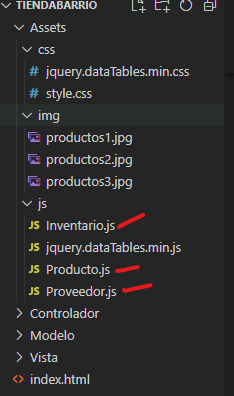 TIENDABARRIO
Assets
css
# jquery.dataTables.min.css
# style.css
img
productos1.jpg
productos2.jpg
productos3.jpg
js
JS Inventario.js
JS jquery.dataTables.min.js
JS Producto.js
JS Proveedor.js
Controlador
Modelo
Vista
<> index.html